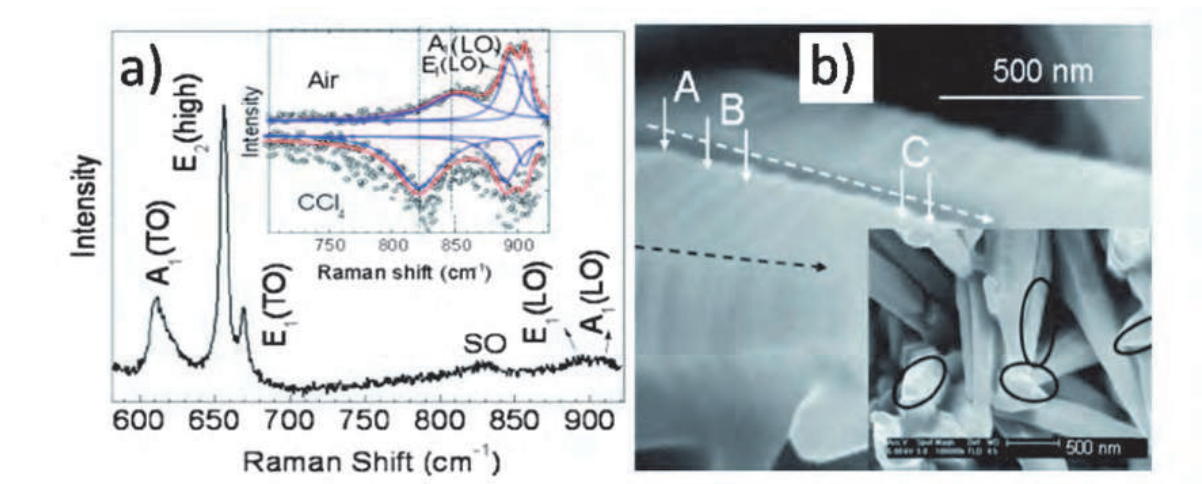 a)
Intensity
A₁(TO)
E₂(high)
E₁(TO)
SO
E₁(LO)
A₁(LO)
600 650 700 750 800 850 900
Raman Shift (cm⁻¹)
Intensity
Air
A₁(LO)
E₁(LO)
CCl₄
750 800 850 900
Raman shift (cm⁻¹)
b)
500 nm
A
B
C
500 nm